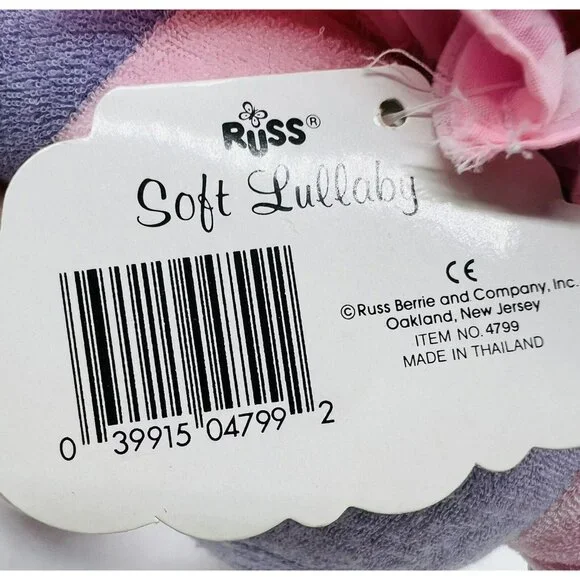 RUSS®
Soft Lullaby
CE
©Russ Berrie and Company, Inc.
Oakland, New Jersey
ITEM NO. 4799
MADE IN THAILAND
0 39915 04799 2